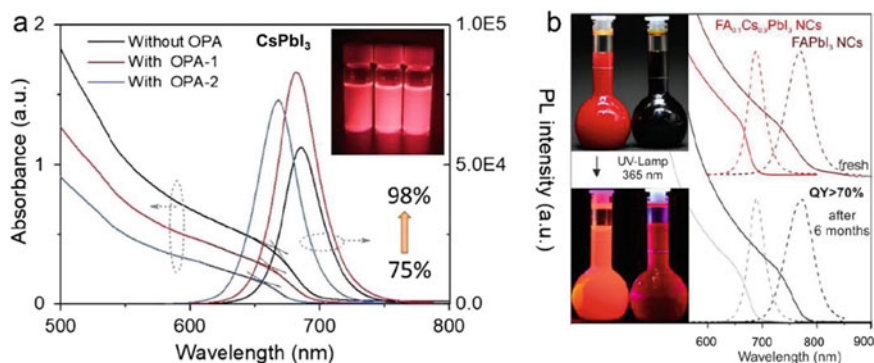 a
Without OPA
With OPA-1
With OPA-2
CsPbI3
98%
75%
Absorbance (a.u.)
2
1
0
1.0E5
5.0E4
0.0
500
600
700
800
Wavelength (nm)
PL intensity (a.u.)
b
FA0.1Cs0.9PbI3 NCs
FAPbI3 NCs
UV-Lamp
365 nm
fresh
QY>70%
after
6 months
600
700
800
900
Wavelength (nm)